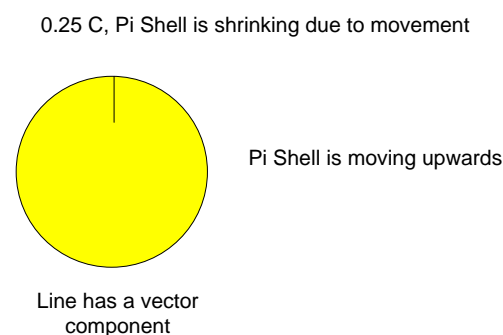 0.25 C, Pi Shell is shrinking due to movement
Pi Shell is moving upwards
Line has a vector
component